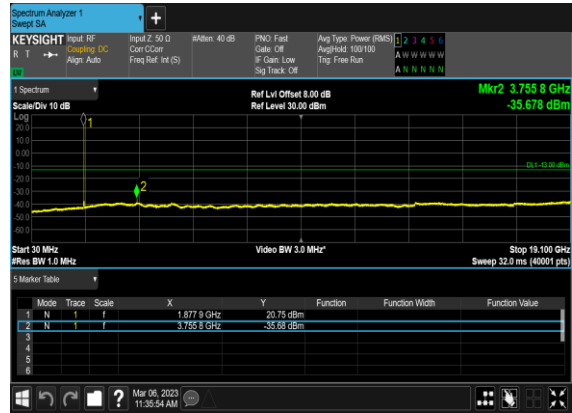 Spectrum Analyzer 1
Swept SA
+
KEYSIGHT Input: RF Input Z: 50 Ω #Atten: 40 dB PNO: Fast Avg Type: Power (RMS) 1 2 3 4 5 6
R T Coupling: DC Corr CCorr Gate: Off Avg|Hold: 100/100 A W W W W W
Align: Auto Freq Ref: Int (S) IF Gain: Low Trig: Free Run
Sig Track: Off A N N N N N
LW
1 Spectrum Ref Lvl Offset 8.00 dB Mkr2 3.755 8 GHz
Scale/Div 10 dB Ref Level 30.00 dBm -35.678 dBm
Log
20.0
1
10.0
0.00
-10.0
DL1 -13.00 dBm
-20.0
-30.0
2
-40.0
-50.0
-60.0
Start 30 MHz Video BW 3.0 MHz* Stop 19.100 GHz
#Res BW 1.0 MHz Sweep 32.0 ms (40001 pts)
5 Marker Table
Mode Trace Scale X Y Function Function Width Function Value
1 N 1 f 1.877 9 GHz 20.75 dBm
2 N 1 f 3.755 8 GHz -35.68 dBm
3
4
5
6
? Mar 06, 2023
11:35:54 AM